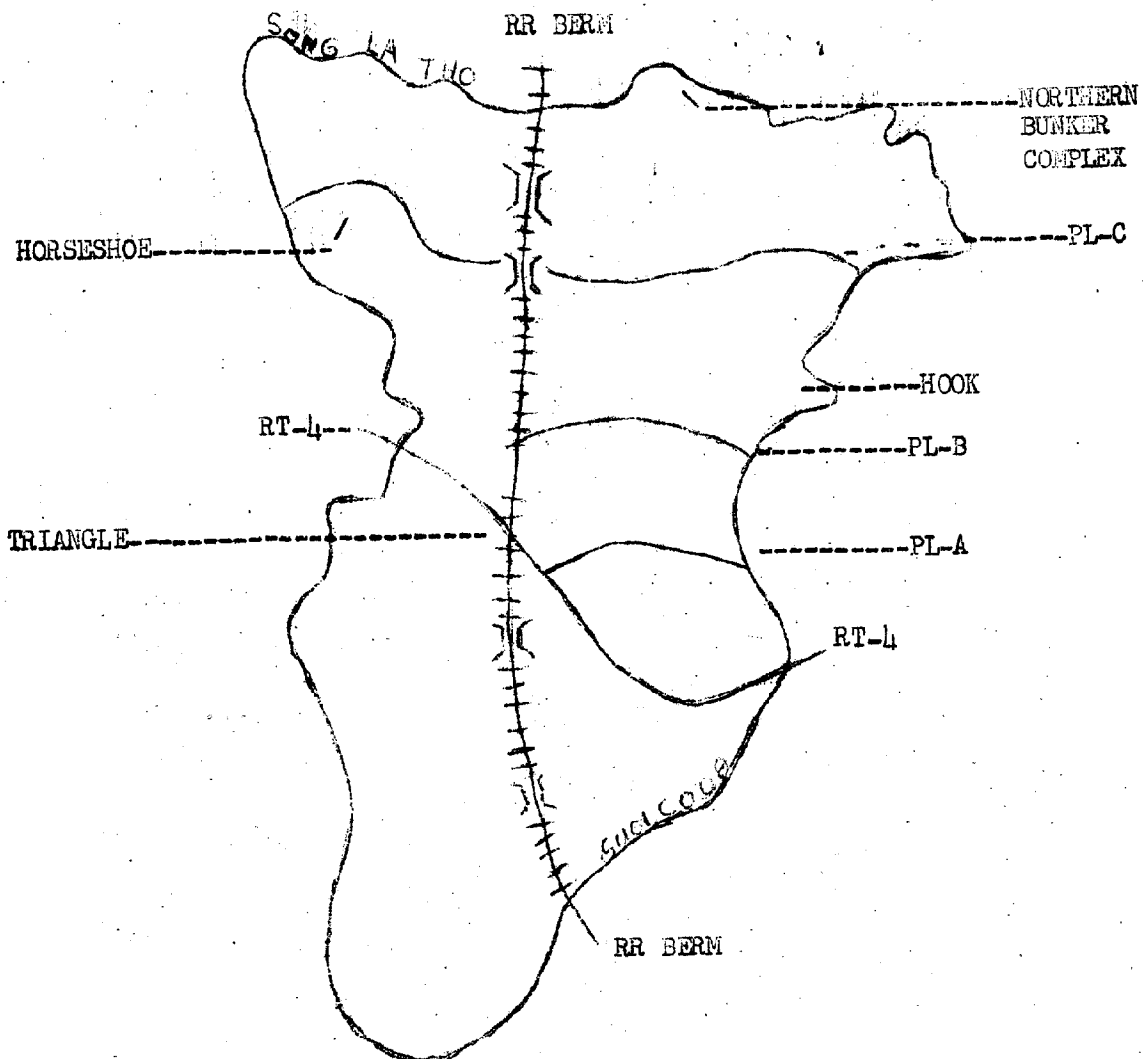 RR BERM
SONG LA THO
NORTHERN
BUNKER
COMPLEX
HORSESHOE
PL-C
HOOK
RT-4
PL-B
TRIANGLE
PL-A
RT-4
RR BERM